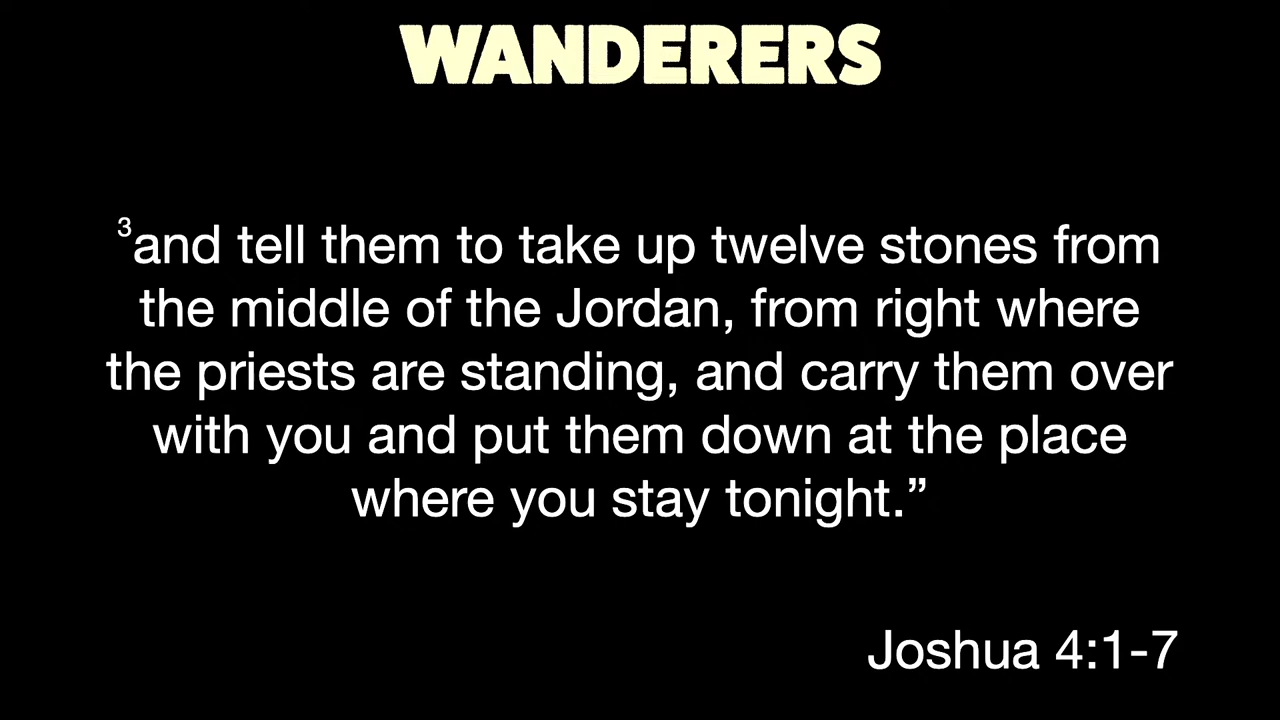 WANDERERS
³and tell them to take up twelve stones from
the middle of the Jordan, from right where
the priests are standing, and carry them over
with you and put them down at the place
where you stay tonight.”
Joshua 4:1-7